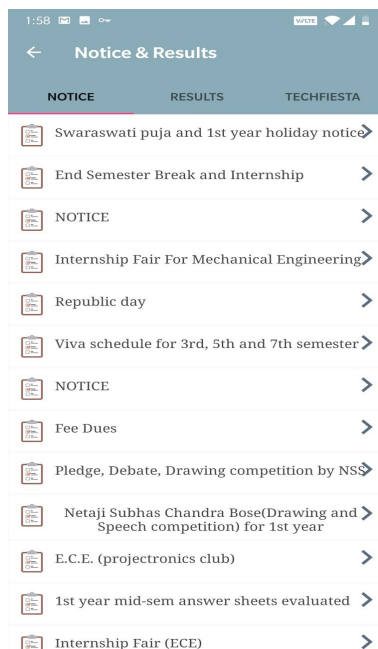 1:58
VoLTE
Notice & Results
NOTICE RESULTS TECHFIESTA
Swaraswati puja and 1st year holiday notice
End Semester Break and Internship
NOTICE
Internship Fair For Mechanical Engineering
Republic day
Viva schedule for 3rd, 5th and 7th semester
NOTICE
Fee Dues
Pledge, Debate, Drawing competition by NSS
Netaji Subhas Chandra Bose(Drawing and
Speech competition) for 1st year
E.C.E. (projectronics club)
1st year mid-sem answer sheets evaluated
Internship Fair (ECE)